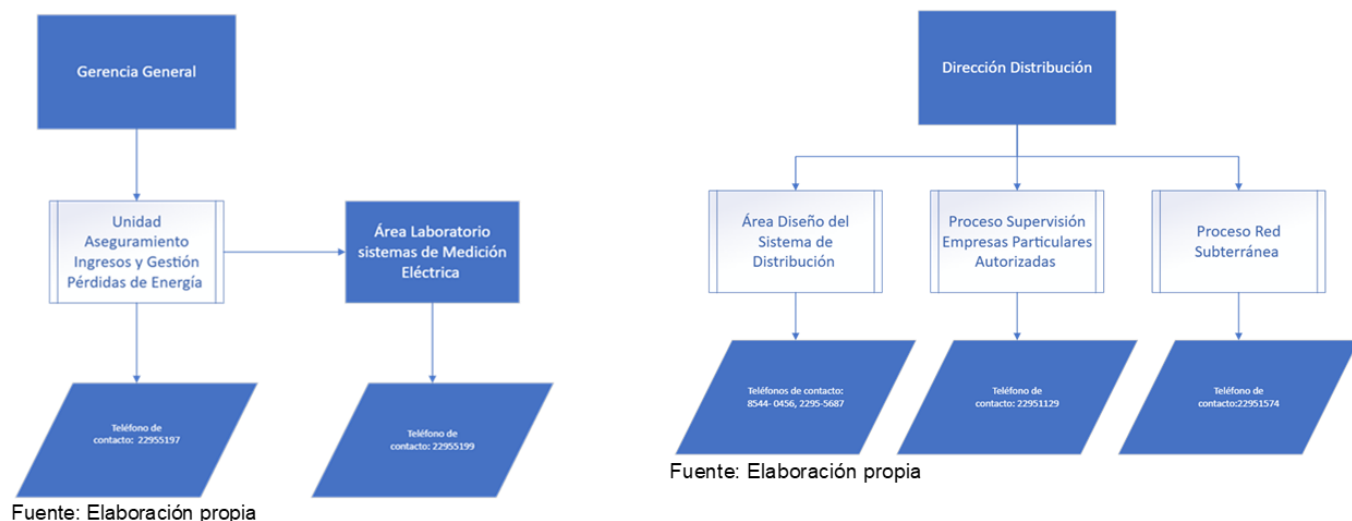 Gerencia General
Unidad
Aseguramiento
Ingresos y Gestión
Pérdidas de Energía
Área Laboratorio
sistemas de Medición
Eléctrica
Teléfono de
contacto: 22955197
Teléfono de
contacto: 22955199
Fuente: Elaboración propia
Dirección Distribución
Área Diseño del
Sistema de
Distribución
Proceso Supervisión
Empresas Particulares
Autorizadas
Proceso Red
Subterránea
Teléfonos de contacto:
8544- 0456, 2295-5687
Teléfono de
contacto: 22951129
Teléfono de
contacto:22951574
Fuente: Elaboración propia